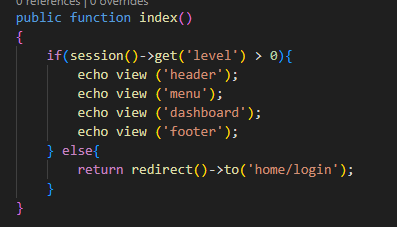 0 references | 0 overrides
public function index()
{
if(session()->get('level') > 0){
echo view ('header');
echo view ('menu');
echo view ('dashboard');
echo view ('footer');
} else{
return redirect()->to('home/login');
}
}